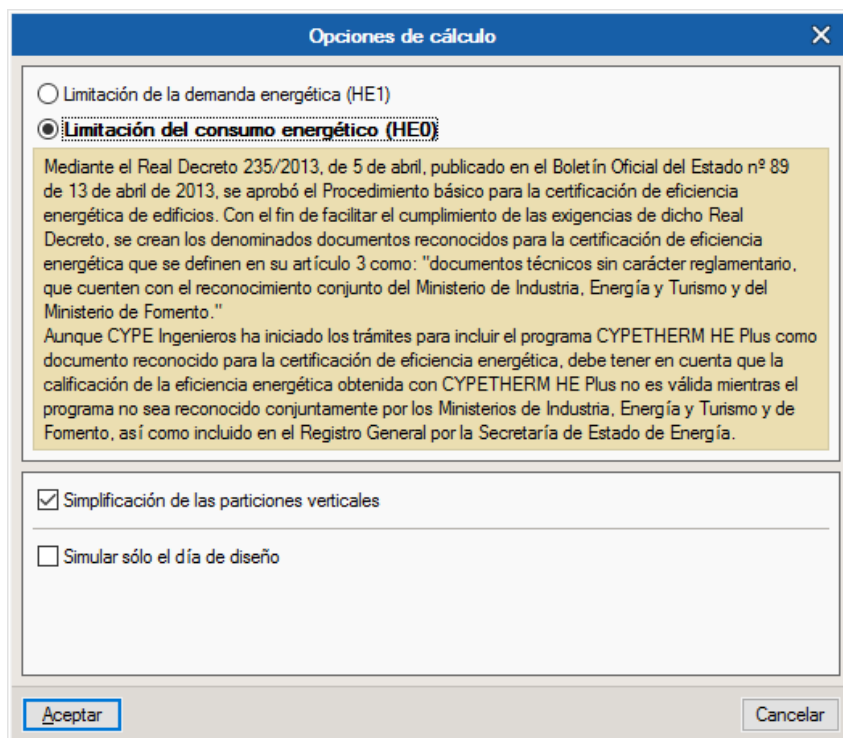 Opciones de cálculo
Limitación de la demanda energética (HE1)
Limitación del consumo energético (HE0)
Mediante el Real Decreto 235/2013, de 5 de abril, publicado en el Boletín Oficial del Estado nº 89
de 13 de abril de 2013, se aprobó el Procedimiento básico para la certificación de eficiencia
energética de edificios. Con el fin de facilitar el cumplimiento de las exigencias de dicho Real
Decreto, se crean los denominados documentos reconocidos para la certificación de eficiencia
energética que se definen en su artículo 3 como: "documentos técnicos sin carácter reglamentario,
que cuenten con el reconocimiento conjunto del Ministerio de Industria, Energía y Turismo y del
Ministerio de Fomento."
Aunque CYPE Ingenieros ha iniciado los trámites para incluir el programa CYPETHERM HE Plus como
documento reconocido para la certificación de eficiencia energética, debe tener en cuenta que la
calificación de la eficiencia energética obtenida con CYPETHERM HE Plus no es válida mientras el
programa no sea reconocido conjuntamente por los Ministerios de Industria, Energía y Turismo y de
Fomento, así como incluido en el Registro General por la Secretaría de Estado de Energía.
Simplificación de las particiones verticales
Simular sólo el día de diseño
Aceptar
Cancelar